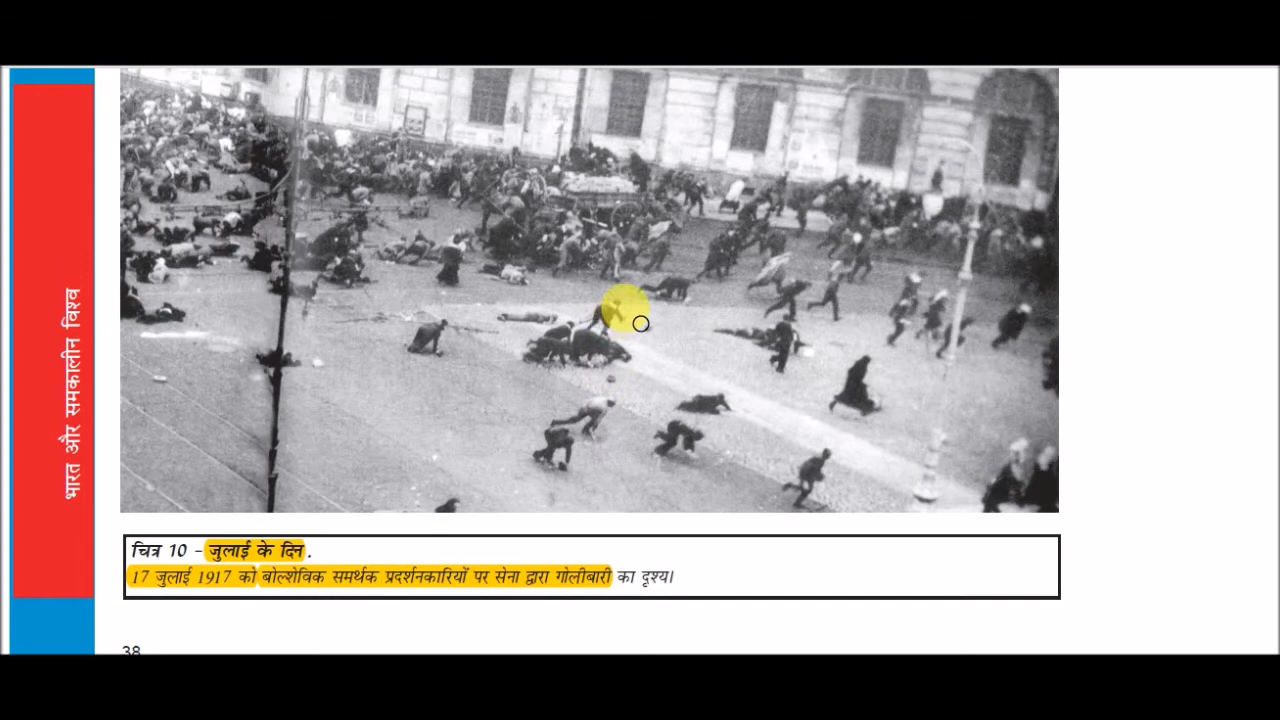 भारत और समकालीन विश्व
चित्र 10 – जुलाई के दिन .
17 जुलाई 1917 को बोल्शेविक समर्थक प्रदर्शनकारियों पर सेना द्वारा गोलीबारी का दृश्य।
38